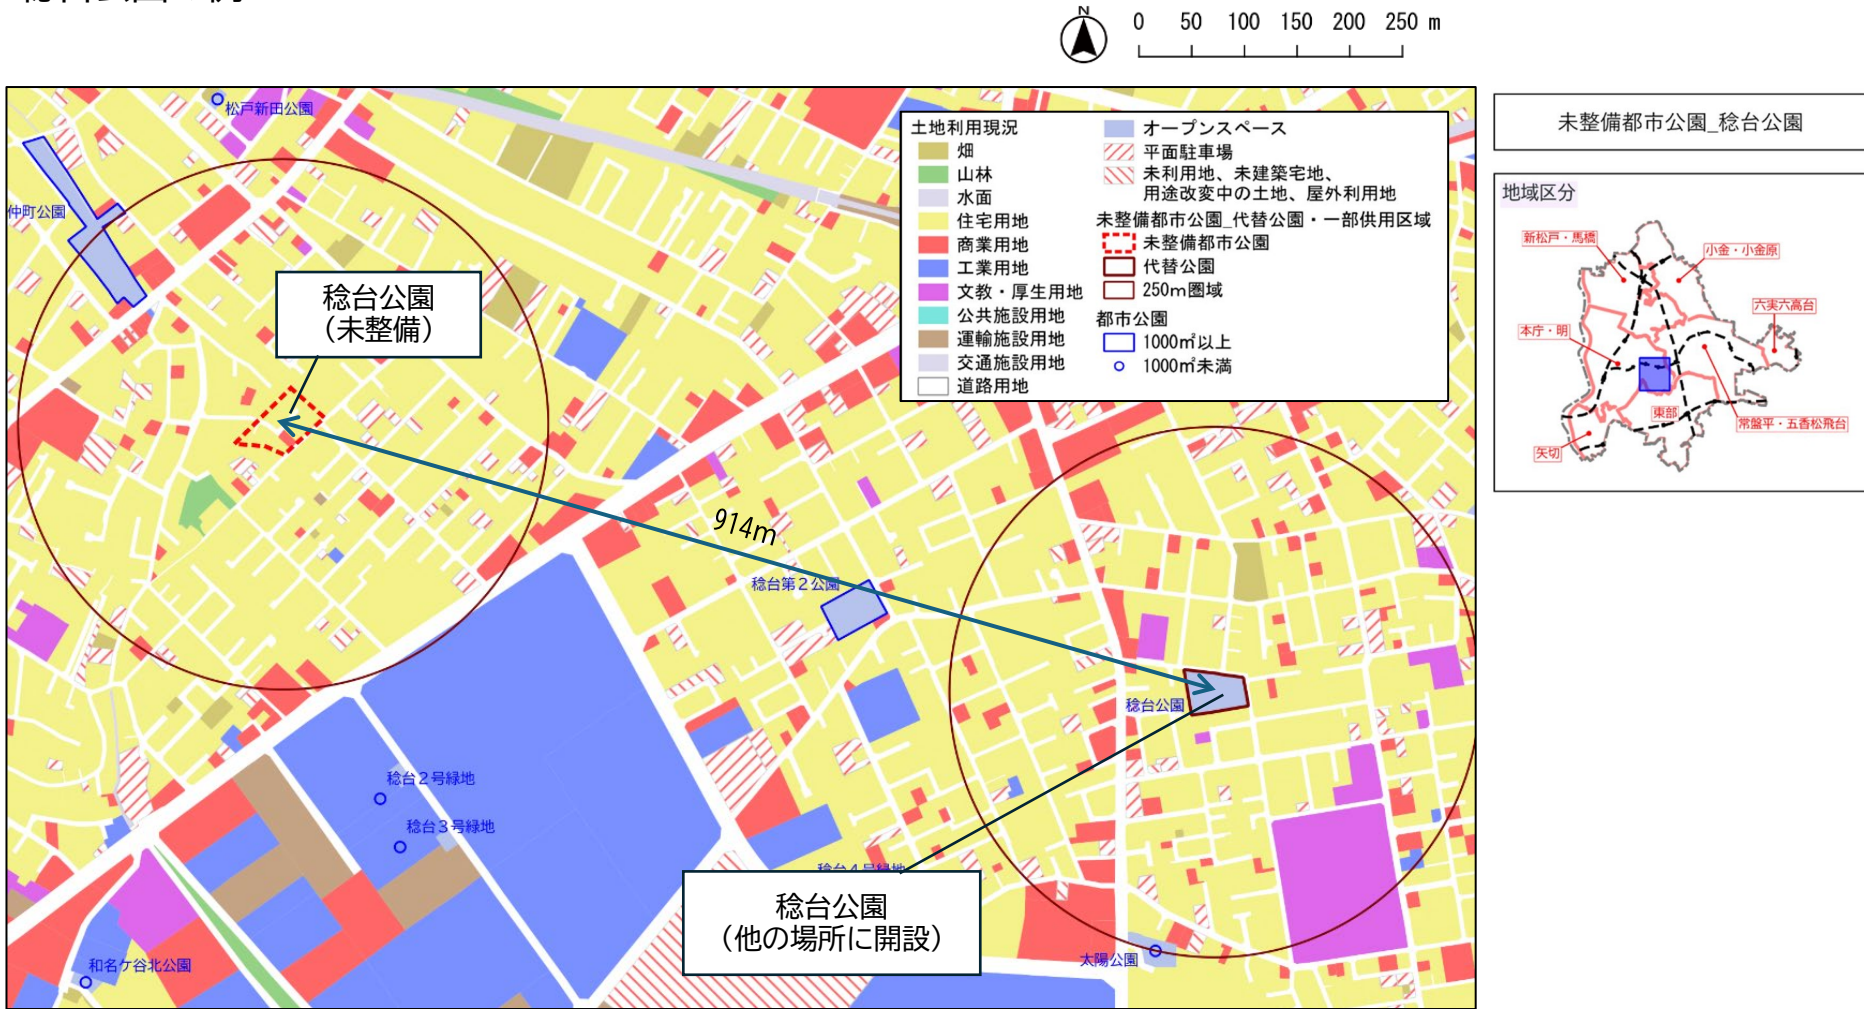 N
0 50 100 150 200 250 m
未整備都市公園_稔台公園
地域区分
新松戸・馬橋
小金・小金原
六実六高台
本庁・明
東部
常盤平・五香松飛台
矢切
土地利用現況
畑
山林
水面
住宅用地
商業用地
工業用地
文教・厚生用地
公共施設用地
運輸施設用地
交通施設用地
道路用地
オープンスペース
平面駐車場
未利用地、未建築宅地、
用途改変中の土地、屋外利用地
未整備都市公園_代替公園・一部供用区域
未整備都市公園
代替公園
250m圏域
都市公園
1000㎡以上
1000㎡未満
松戸新田公園
仲町公園
稔台公園
（未整備）
914m
稔台第２公園
稔台公園
稔台２号緑地
稔台３号緑地
稔台公園
（他の場所に開設）
太陽公園
和名ケ谷北公園